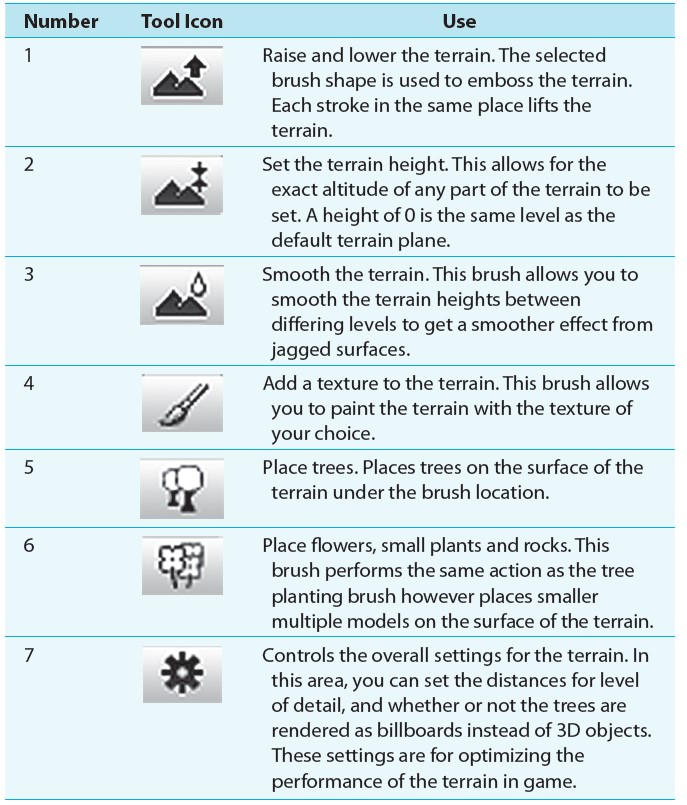 Number Tool Icon Use
1 Raise and lower the terrain. The selected
brush shape is used to emboss the terrain.
Each stroke in the same place lifts the
terrain.
2 Set the terrain height. This allows for the
exact altitude of any part of the terrain to be
set. A height of 0 is the same level as the
default terrain plane.
3 Smooth the terrain. This brush allows you to
smooth the terrain heights between
differing levels to get a smoother effect from
jagged surfaces.
4 Add a texture to the terrain. This brush allows
you to paint the terrain with the texture of
your choice.
5 Place trees. Places trees on the surface of the
terrain under the brush location.
6 Place flowers, small plants and rocks. This
brush performs the same action as the tree
planting brush however places smaller
multiple models on the surface of the terrain.
7 Controls the overall settings for the terrain. In
this area, you can set the distances for level
of detail, and whether or not the trees are
rendered as billboards instead of 3D objects.
These settings are for optimizing the
performance of the terrain in game.